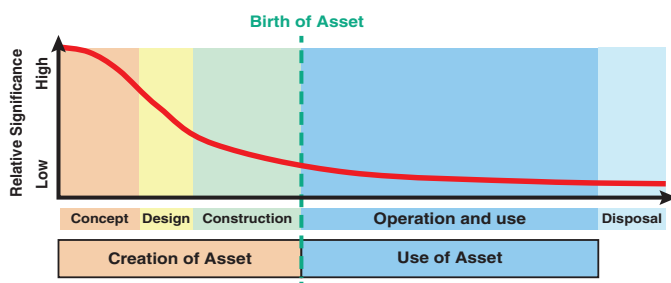 Birth of Asset
High
Relative Significance
Low
Concept Design Construction Operation and use Disposal
Creation of Asset Use of Asset